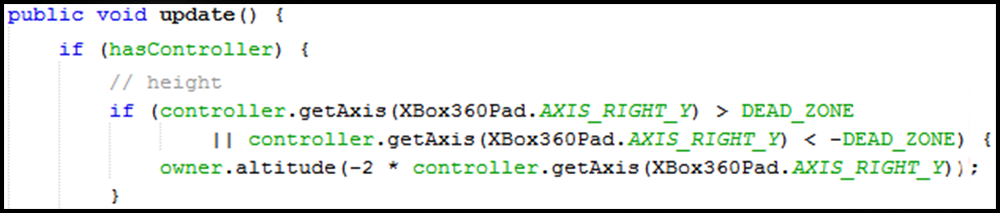 public void update() {
if (hasController) {
// height
if (controller.getAxis(XBox360Pad.AXIS_RIGHT_Y) > DEAD_ZONE
|| controller.getAxis(XBox360Pad.AXIS_RIGHT_Y) < -DEAD_ZONE) {
owner.altitude(-2 * controller.getAxis(XBox360Pad.AXIS_RIGHT_Y));
}